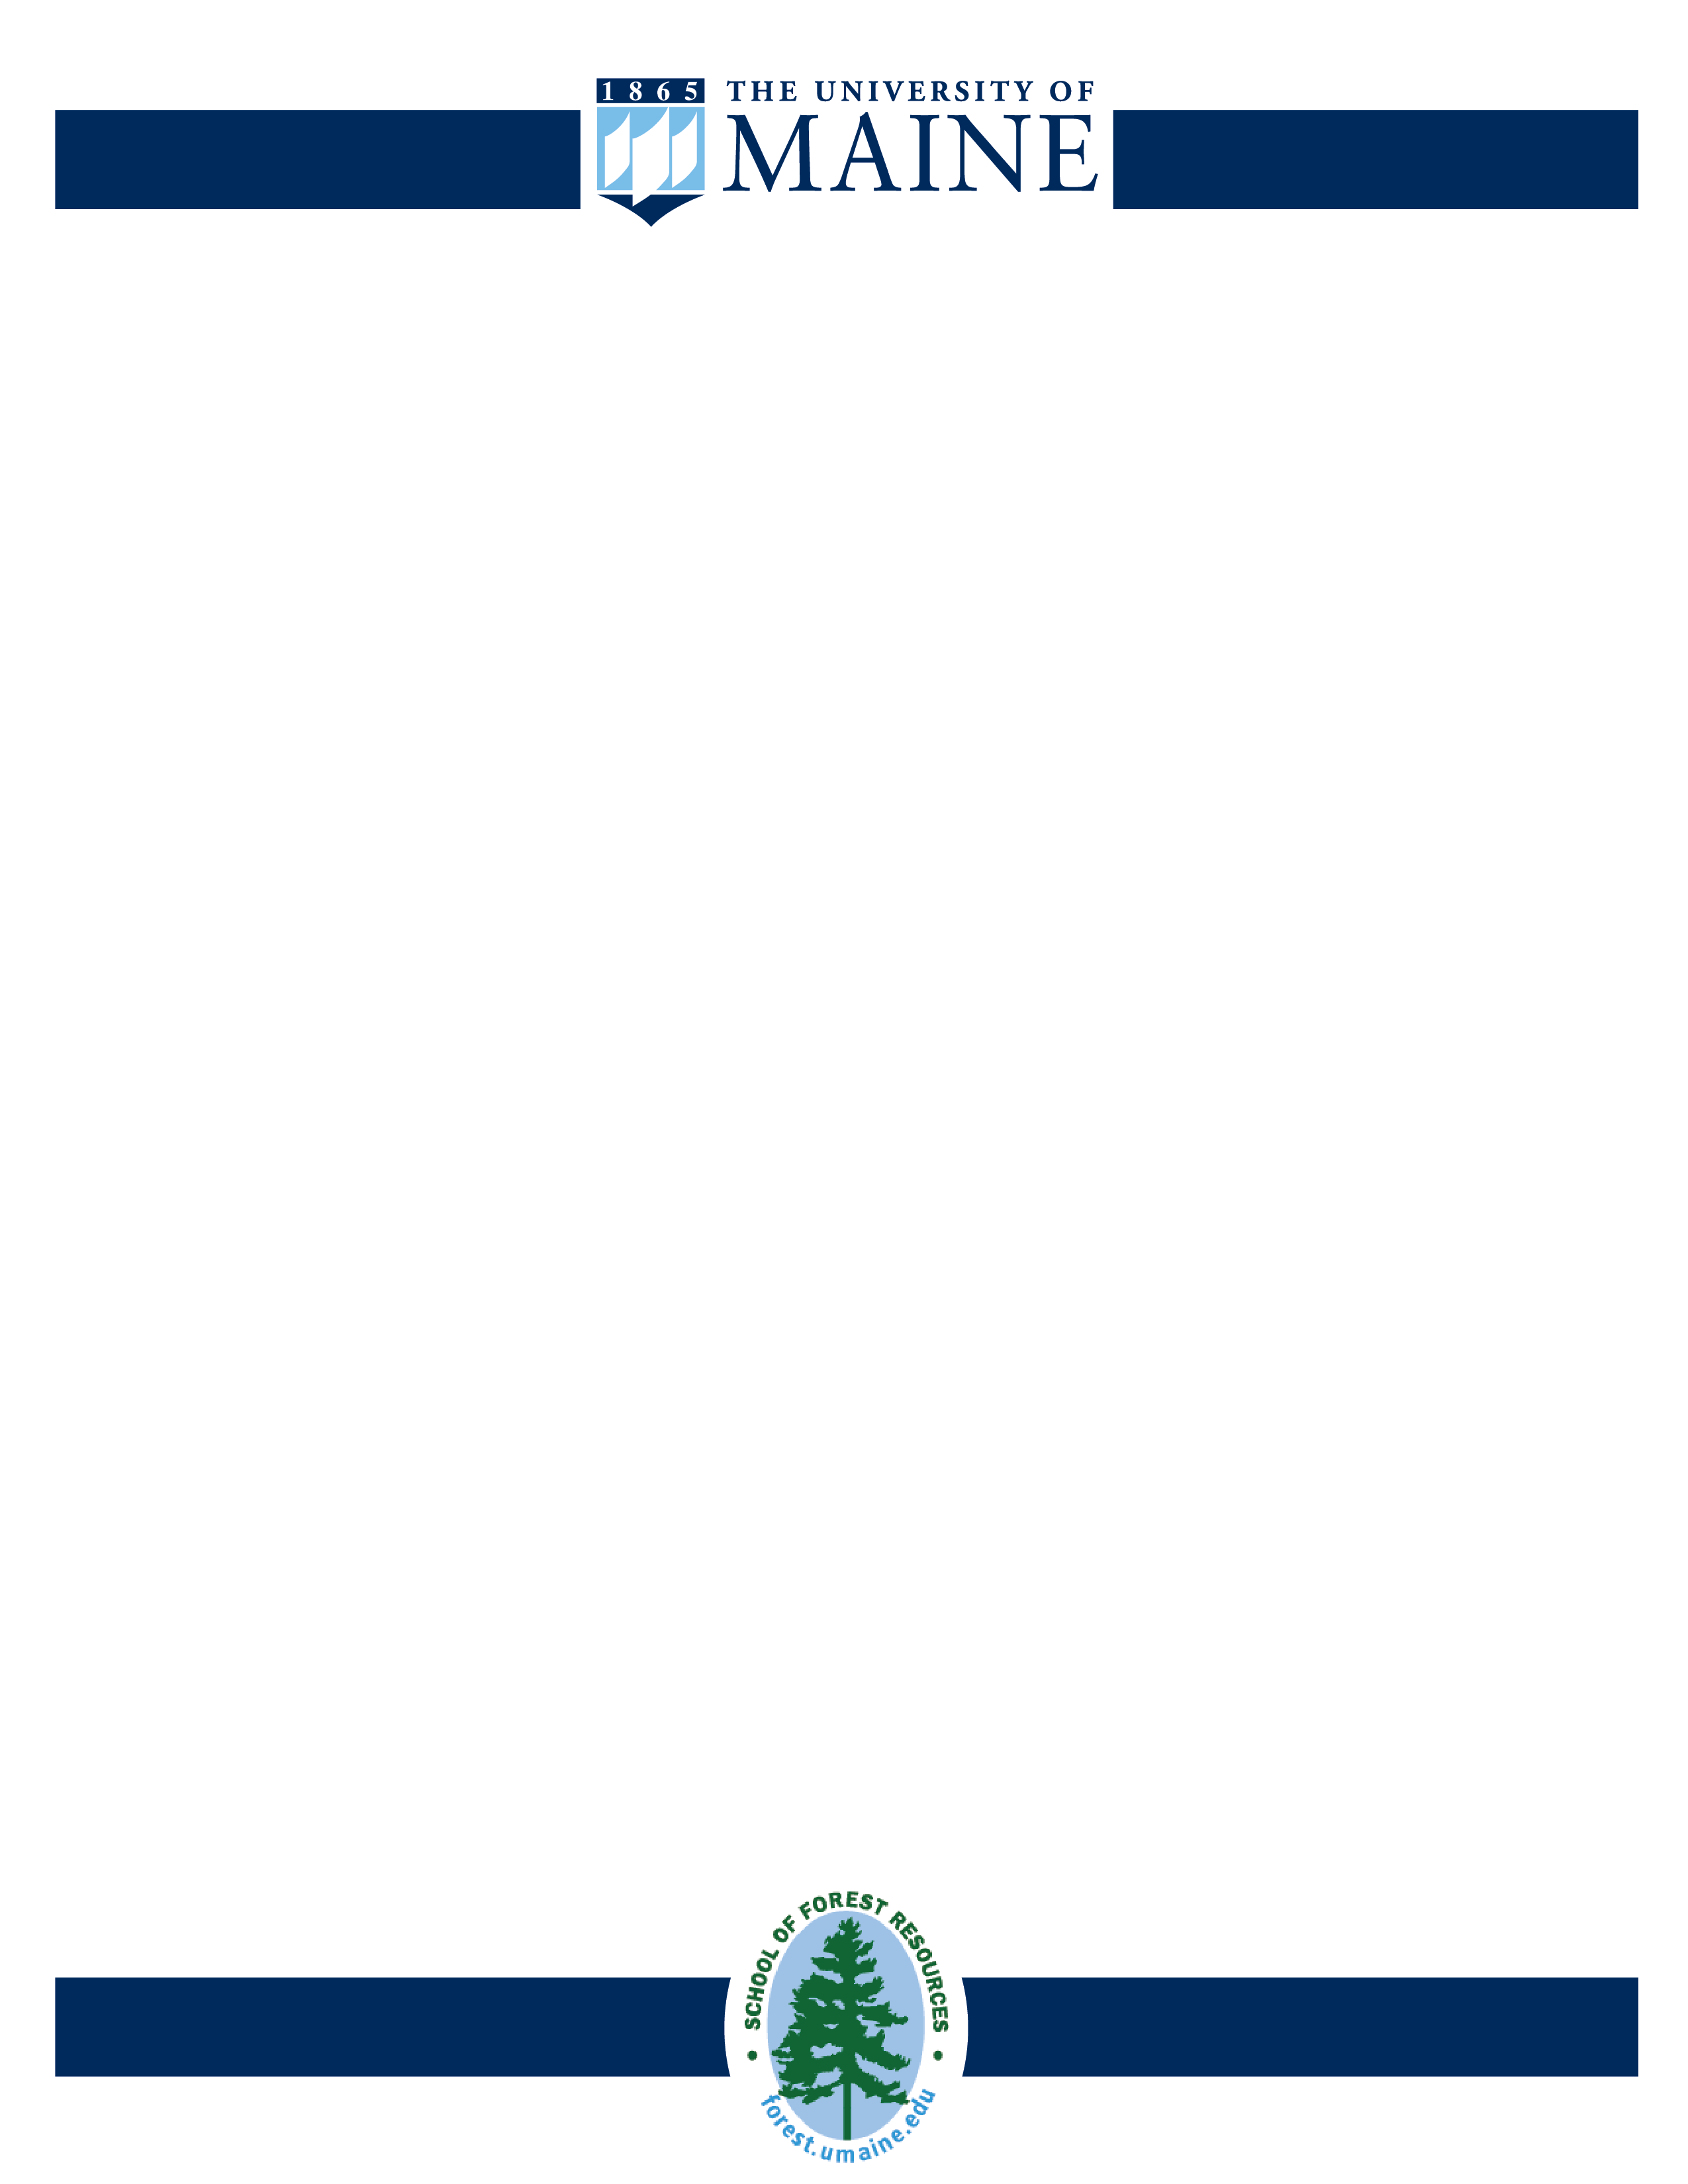 1865
THE UNIVERSITY OF
MAINE
• SCHOOL OF FOREST RESOURCES •
forest.umaine.edu